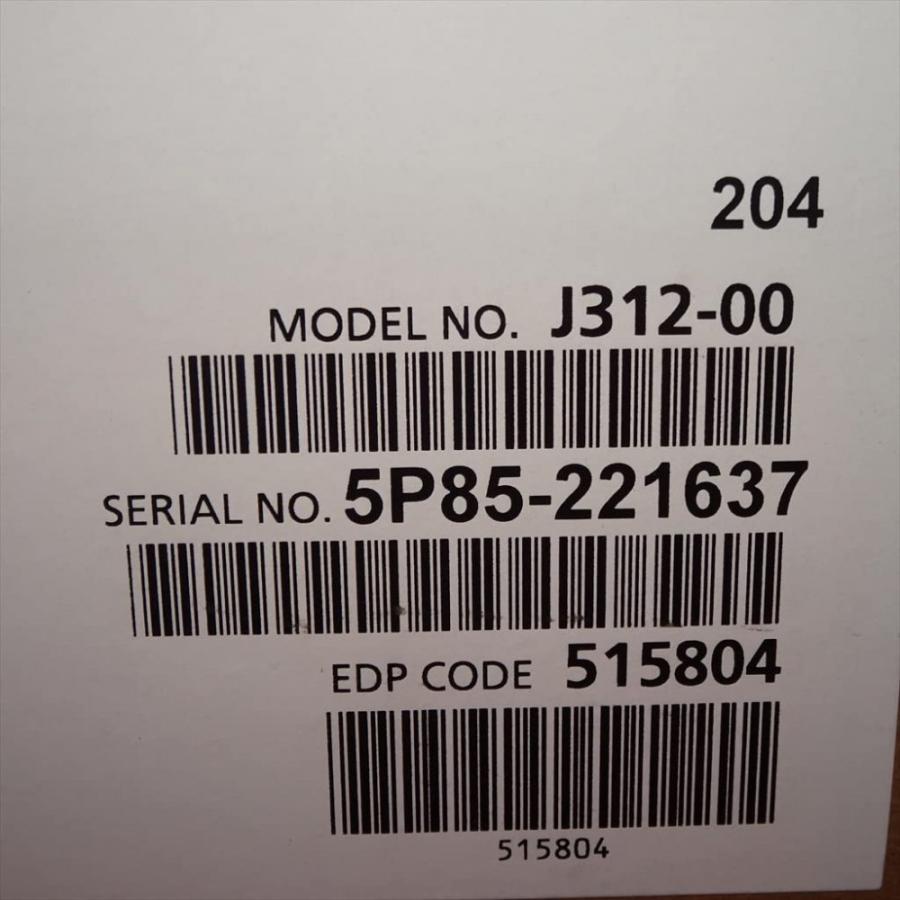 204
MODEL NO. J312-00
SERIAL NO. 5P85-221637
EDP CODE 515804
515804